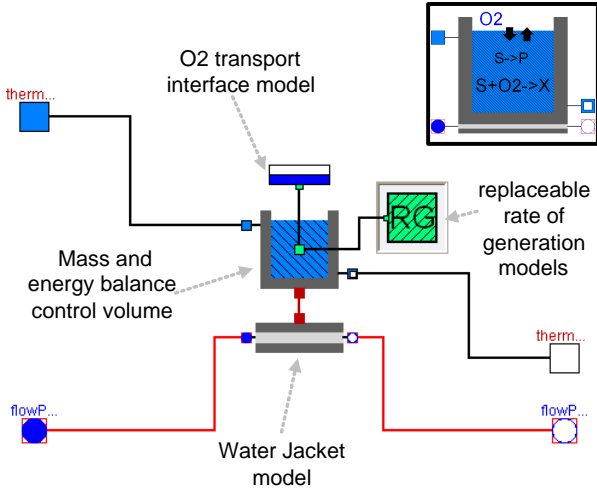 O2
S->P
S+O2->X
O2 transport
interface model
therm...
RG
replaceable
rate of
generation
models
Mass and
energy balance
control volume
therm...
flowP...
flowP...
Water Jacket
model